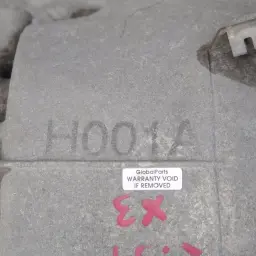 H001A
GlobalParts
WARRANTY VOID
IF REMOVED
X3